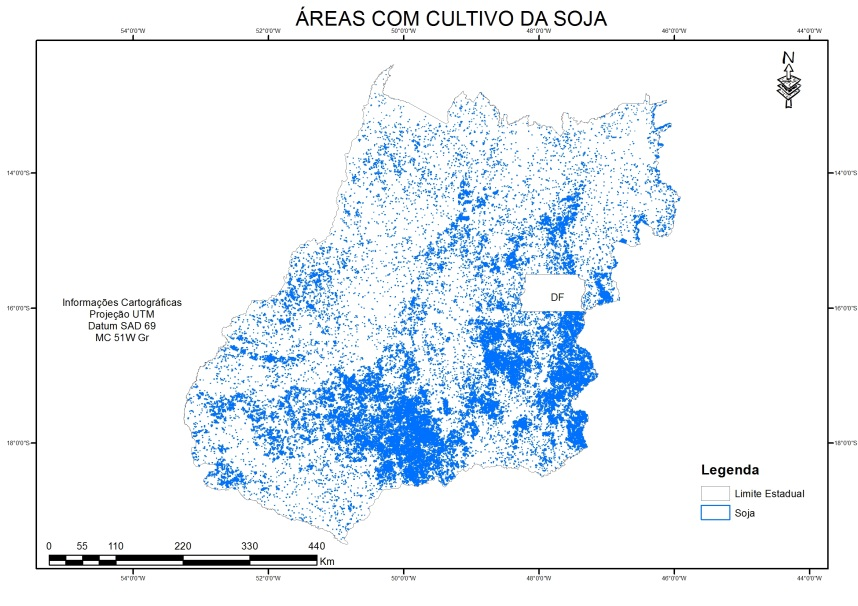 ÁREAS COM CULTIVO DA SOJA
54°0'0"W 52°0'0"W 50°0'0"W 48°0'0"W 46°0'0"W 44°0'0"W
N
14°0'0"S 14°0'0"S
DF
Informações Cartográficas
Projeção UTM
Datum SAD 69
MC 51W Gr
16°0'0"S 16°0'0"S
18°0'0"S 18°0'0"S
Legenda
Limite Estadual
Soja
0 55 110 220 330 440
Km
54°0'0"W 52°0'0"W 50°0'0"W 48°0'0"W 46°0'0"W 44°0'0"W